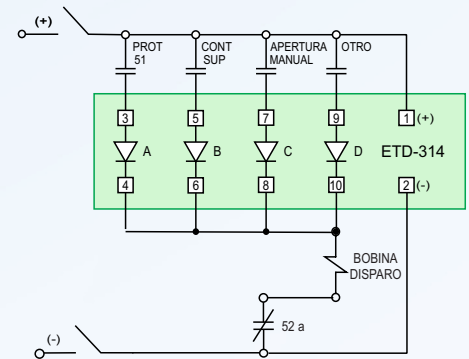 (+)
PROT
51
CONT
SUP
APERTURA
MANUAL
OTRO
3
5
7
9
1
(+)
A
B
C
D
ETD-314
4
6
8
10
2
(-)
BOBINA
DISPARO
52 a
(-)